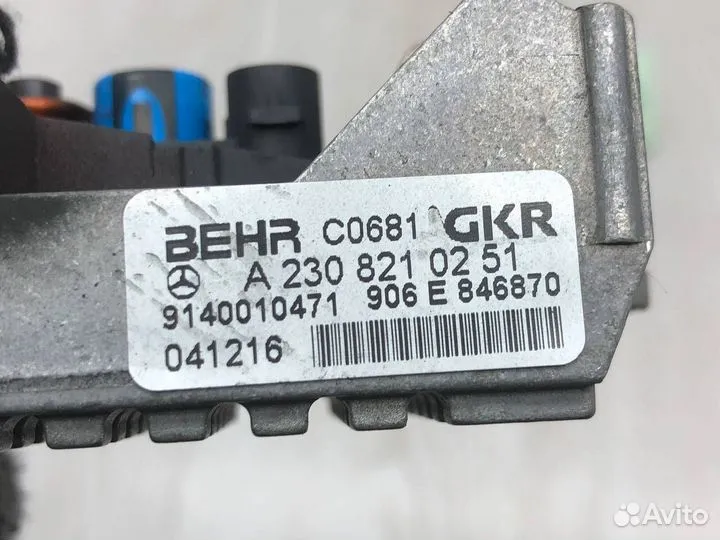 BEHR C0681 GKR
A 230 821 02 51
9140010471 906 E 846870
041216
Avito